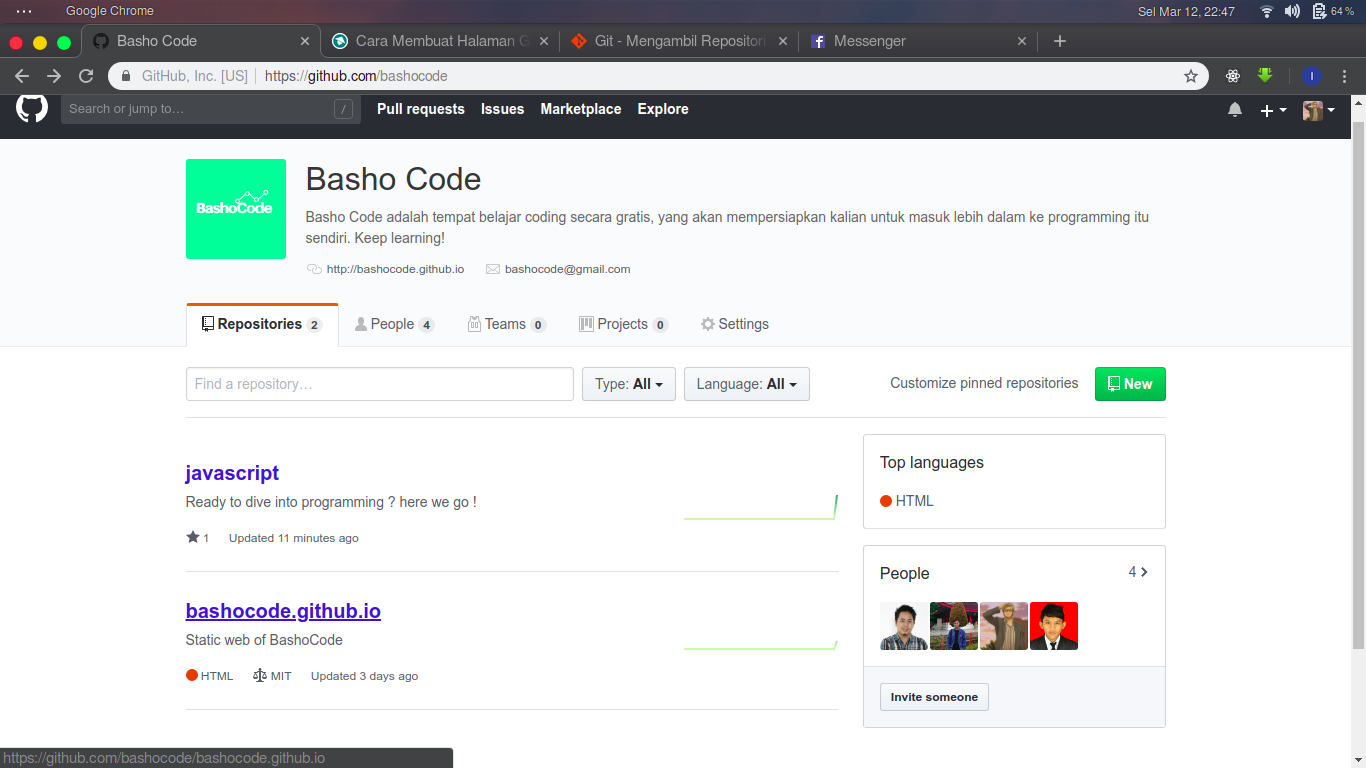 Google Chrome
Sel Mar 12, 22:47
64 %
Basho Code
Cara Membuat Halaman G
Git - Mengambil Repositori
Messenger
GitHub, Inc. [US]
https://github.com/bashocode
I
Search or jump to…
/
Pull requests
Issues
Marketplace
Explore
BashoCode
Basho Code
Basho Code adalah tempat belajar coding secara gratis, yang akan mempersiapkan kalian untuk masuk lebih dalam ke programming itu
sendiri. Keep learning!
http://bashocode.github.io
bashocode@gmail.com
Repositories 2
People 4
Teams 0
Projects 0
Settings
Find a repository…
Type: All
Language: All
Customize pinned repositories
New
javascript
Ready to dive into programming ? here we go !
1
Updated 11 minutes ago
Top languages
HTML
People
4
bashocode.github.io
Static web of BashoCode
HTML
MIT
Updated 3 days ago
Invite someone
https://github.com/bashocode/bashocode.github.io